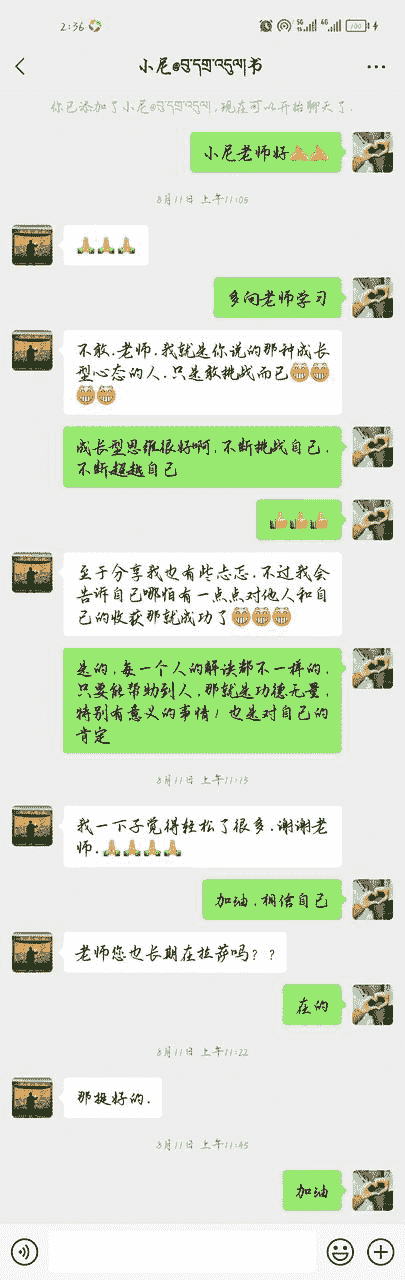 2:36
5G
4G
100
小尼
书
你已添加了小尼
,现在可以开始聊天了.
小尼老师好🙏🙏
8月11日 上午11:05
🙏🙏🙏
多向老师学习
不敢.老师.我就是你说的那种成长
型心态的人.只是敢挑战而已😁😁
😁😁
成长型思维很好啊,不断挑战自己,
不断超越自己
👍👍👍
至于分享我也有些忐忑.不过我会
告诉自己哪怕有一点点对他人和自
己的收获那就成功了😁😁😁
是的,每一个人的解读都不一样的,
只要能帮助到人,那就是功德无量,
特别有意义的事情!也是对自己的
肯定
8月11日 上午11:13
我一下子觉得轻松了很多.谢谢老
师.🙏🙏🙏🙏
加油,相信自己
老师您也长期在拉萨吗??
在的
8月11日 上午11:22
那挺好的.
8月11日 上午11:45
加油